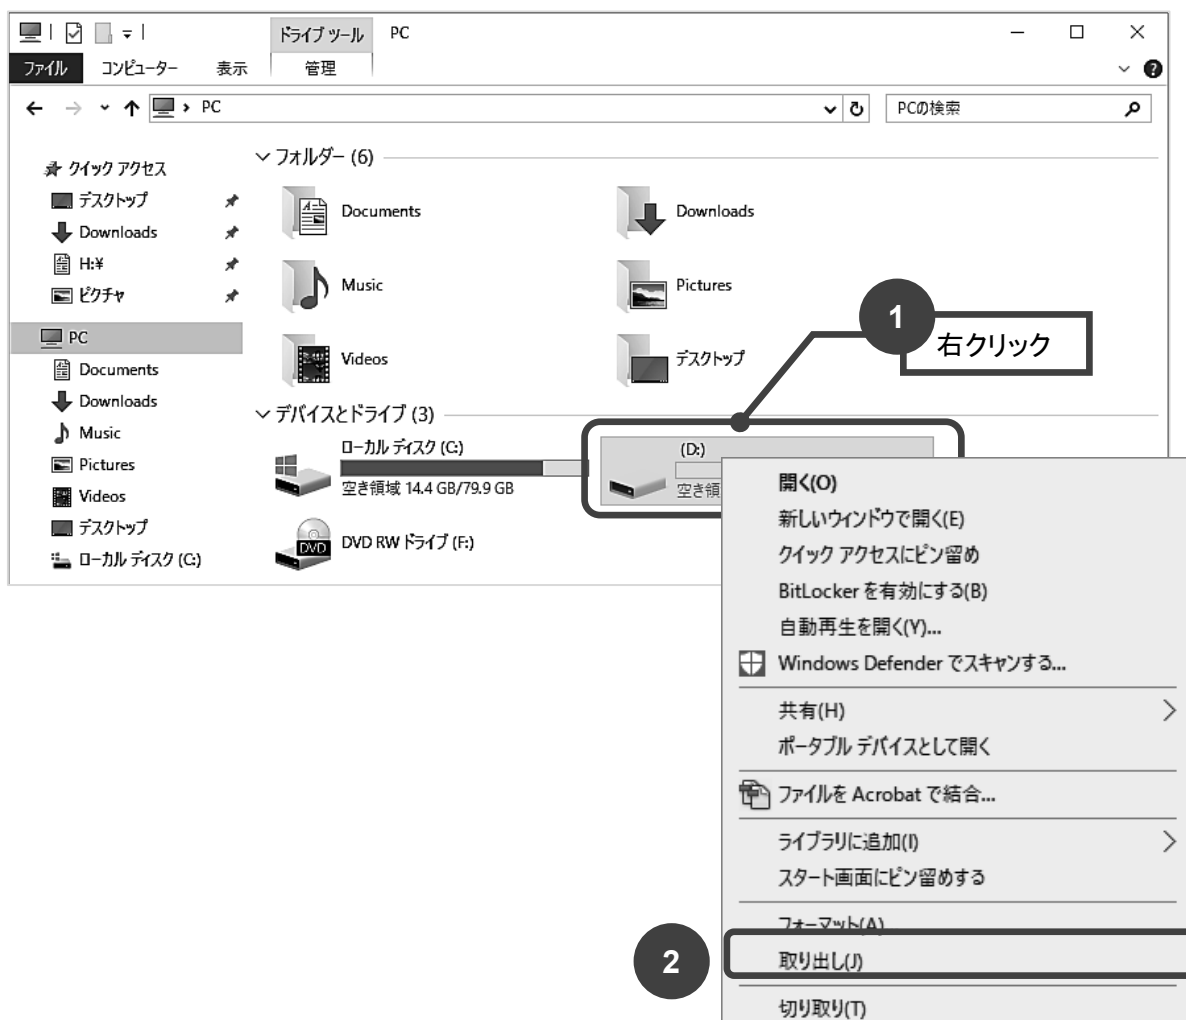 ドライブ ツール PC
ファイル コンピューター 表示 管理
PC PCの検索
クイック アクセス
デスクトップ
Downloads
H:¥
ピクチャ
PC
Documents
Downloads
Music
Pictures
Videos
デスクトップ
ローカル ディスク (C:)
フォルダー (6)
Documents
Downloads
Music
Pictures
Videos
デスクトップ
1
右クリック
デバイスとドライブ (3)
ローカル ディスク (C:)
空き領域 14.4 GB/79.9 GB
(D:)
空き領
DVD
DVD RW ドライブ (F:)
開く(O)
新しいウィンドウで開く(E)
クイック アクセスにピン留め
BitLocker を有効にする(B)
自動再生を開く(Y)...
Windows Defender でスキャンする...
共有(H)
ポータブル デバイスとして開く
ファイルを Acrobat で結合...
ライブラリに追加(I)
スタート画面にピン留めする
フォーマット(A)...
2
取り出し(J)
切り取り(T)